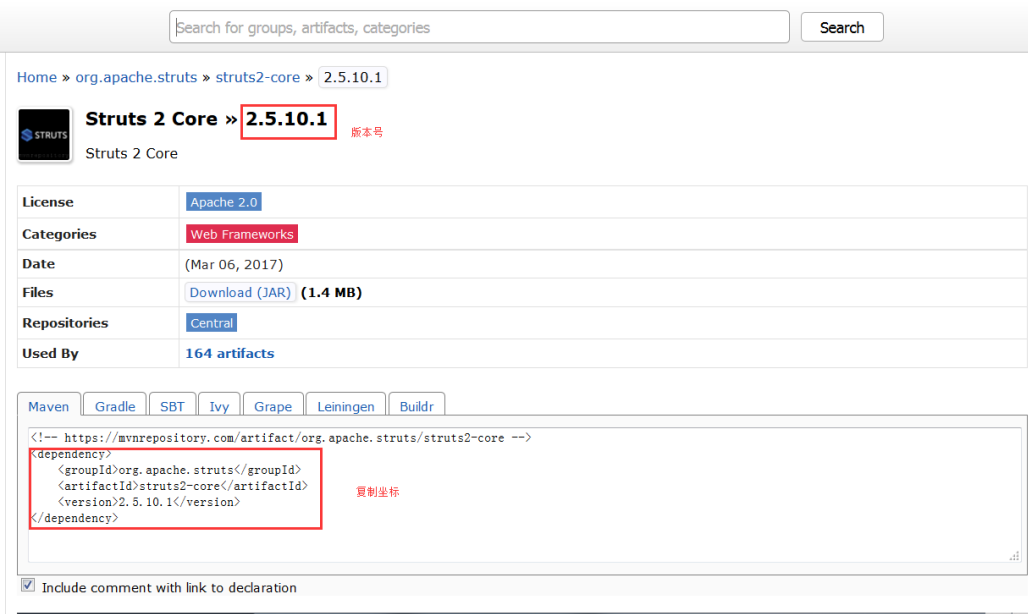 Search for groups, artifacts, categories
Search
Home » org.apache.struts » struts2-core » 2.5.10.1
Struts 2 Core » 2.5.10.1
版本号
STRUTS
Struts 2 Core
License Apache 2.0
Categories Web Frameworks
Date (Mar 06, 2017)
Files Download (JAR) (1.4 MB)
Repositories Central
Used By 164 artifacts
Maven Gradle SBT Ivy Grape Leiningen Buildr
<!-- https://mvnrepository.com/artifact/org.apache.struts/struts2-core -->
<dependency>
    <groupId>org.apache.struts</groupId>
    <artifactId>struts2-core</artifactId>
    <version>2.5.10.1</version>
</dependency>
复制坐标
Include comment with link to declaration